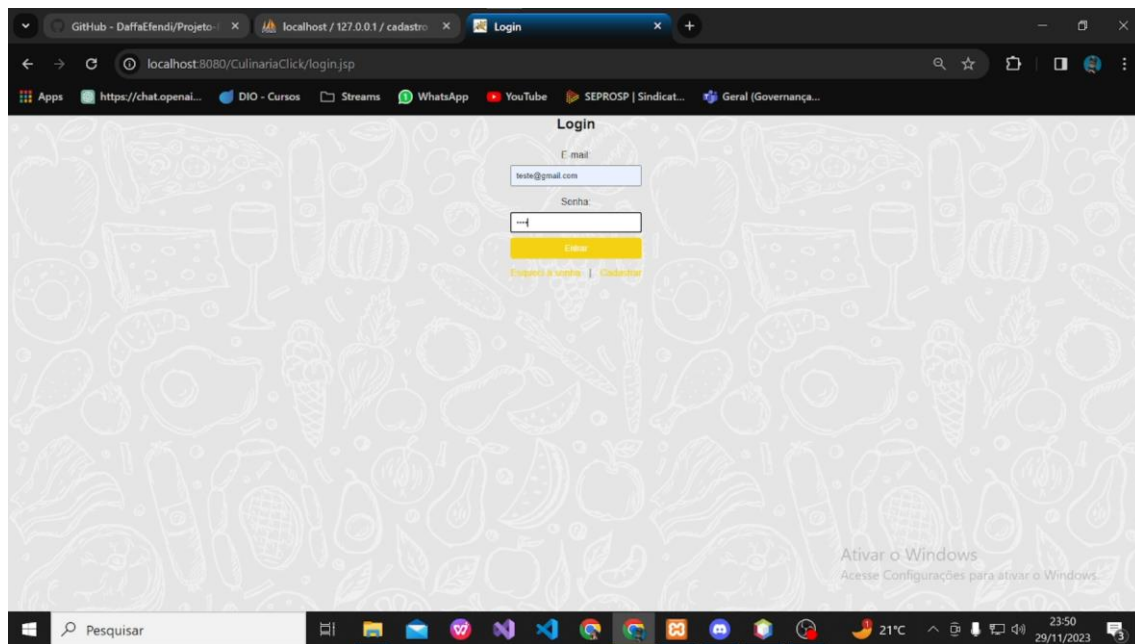 GitHub - DaffaEfendi/Projeto-
localhost / 127.0.0.1 / cadastro
Login
localhost:8080/CulinariaClick/login.jsp
Apps
https://chat.openai...
DIO - Cursos
Streams
WhatsApp
YouTube
SEPROSP | Sindicat...
Geral (Governança...
Login
E-mail:
teste@gmail.com
Senha:
Entrar
Esqueci a senha | Cadastrar
Ativar o Windows
Acesse Configurações para ativar o Windows.
Pesquisar
21°C
23:50
29/11/2023